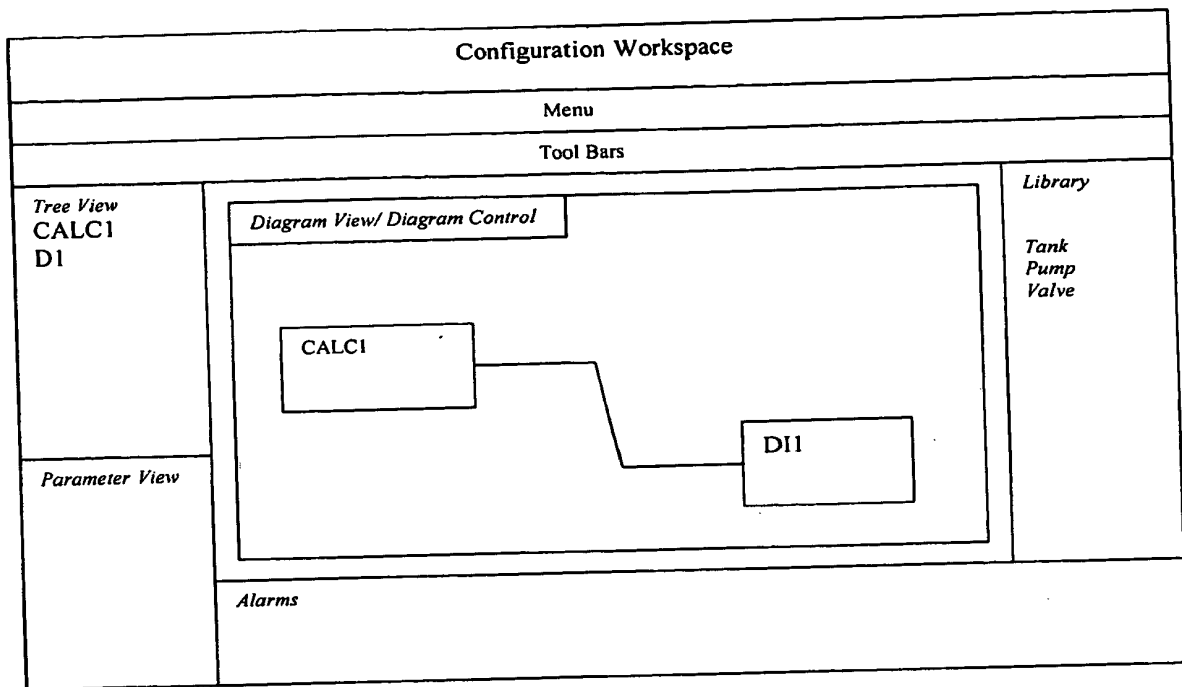 Configuration Workspace
Menu
Tool Bars
Tree View
CALC1
D1
Diagram View/ Diagram Control
CALC1
DI1
Library
Tank
Pump
Valve
Parameter View
Alarms